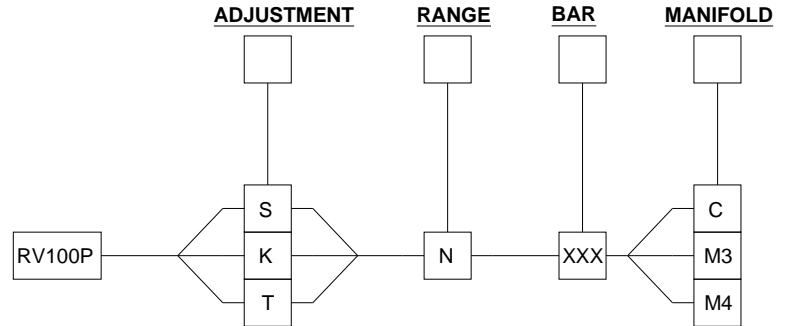 ADJUSTMENT RANGE BAR MANIFOLD
S C
RV100P K N XXX M3
T M4